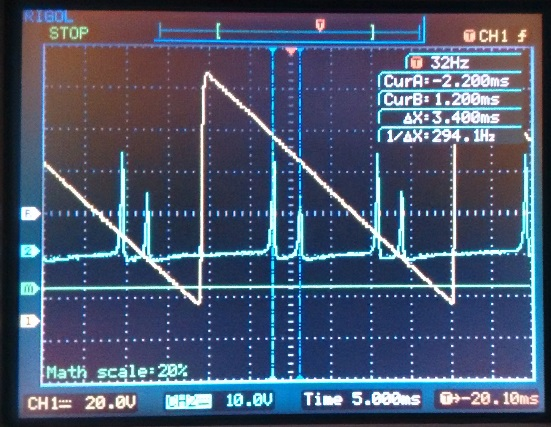 RIGOL
STOP
T
T CH1
T 32Hz
CurA:-2.200ms
CurB: 1.200ms
ΔX: 3.400ms
1/ΔX: 294.1Hz
F
2
M
1
Math scale:20%
CH1 20.0V CH2 10.0V Time 5.000ms T→-20.10ms